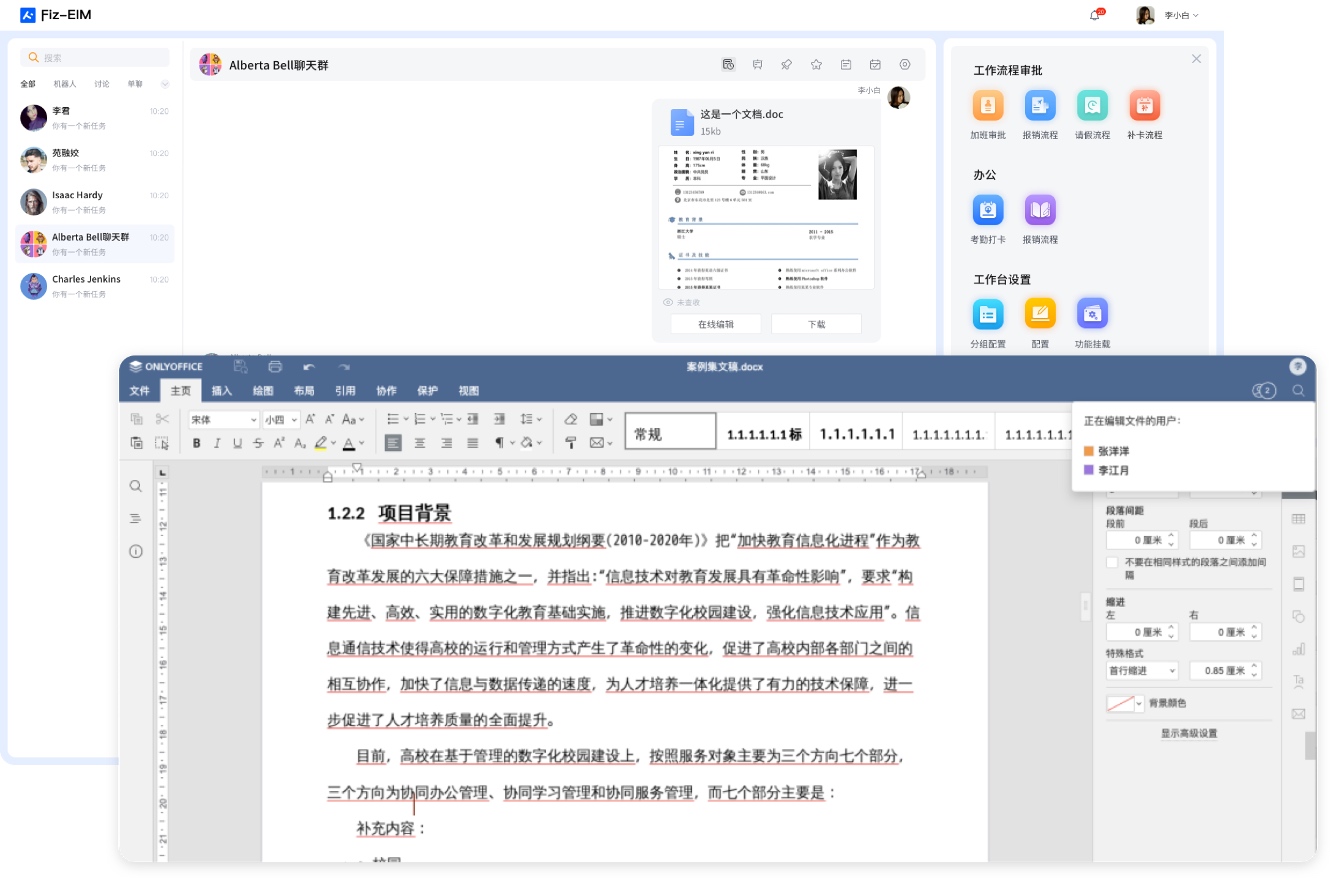 Fiz-EIM
20
李小白
搜索
全部 机器人 讨论 单聊
李君 10:20
你有一个新任务
苑融姣 10:20
你有一个新任务
Isaac Hardy 10:20
你有一个新任务
Alberta Bell聊天群 10:20
你有一个新任务
Charles Jenkins 10:20
你有一个新任务
Alberta Bell聊天群
李小白
这是一个文档.doc
15kb
未查收
在线编辑 下载
工作流程审批
加班审批 报销流程 请假流程 补卡流程
办公
考勤打卡 报销流程
工作台设置
分组配置 配置 功能挂载
ONLYOFFICE
案例集文稿.docx
李
文件 主页 插入 绘图 布局 引用 协作 保护 视图
2
宋体 小四
常规 1.1.1.1.1.1 标 1.1.1.1.1.1 1.1.1.1.1.1. 1.1.1.1.1.1
正在编辑文件的用户:
张洋洋
李江月
1.2.2 项目背景
《国家中长期教育改革和发展规划纲要(2010-2020年)》把“加快教育信息化进程”作为教
育改革发展的六大保障措施之一，并指出:“信息技术对教育发展具有革命性影响”，要求“构
建先进、高效、实用的数字化教育基础实施，推进数字化校园建设，强化信息技术应用”。信
息通信技术使得高校的运行和管理方式产生了革命性的变化，促进了高校内部各部门之间的
相互协作，加快了信息与数据传递的速度，为人才培养一体化提供了有力的技术保障，进一
步促进了人才培养质量的全面提升。
目前，高校在基于管理的数字化校园建设上，按照服务对象主要为三个方向七个部分，
三个方向为协同办公管理、协同学习管理和协同服务管理，而七个部分主要是：
补充内容：
段落间距
段前 段后
0 厘米 0 厘米
不要在相同样式的段落之间添加间
隔
缩进
左 右
0 厘米 0 厘米
特殊格式
首行缩进 0.85 厘米
背景颜色
显示高级设置